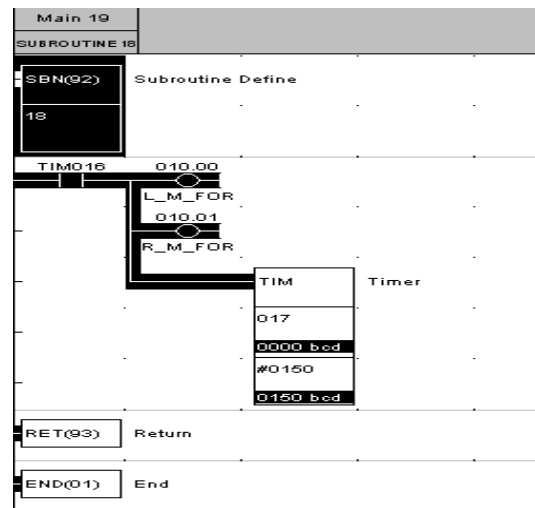 Main 19
SUBROUTINE 18
SBN(92) Subroutine Define
18
TIM016 010.00
L_M_FOR
010.01
R_M_FOR
TIM Timer
017
0000 bcd
#0150
0150 bcd
RET(93) Return
END(01) End